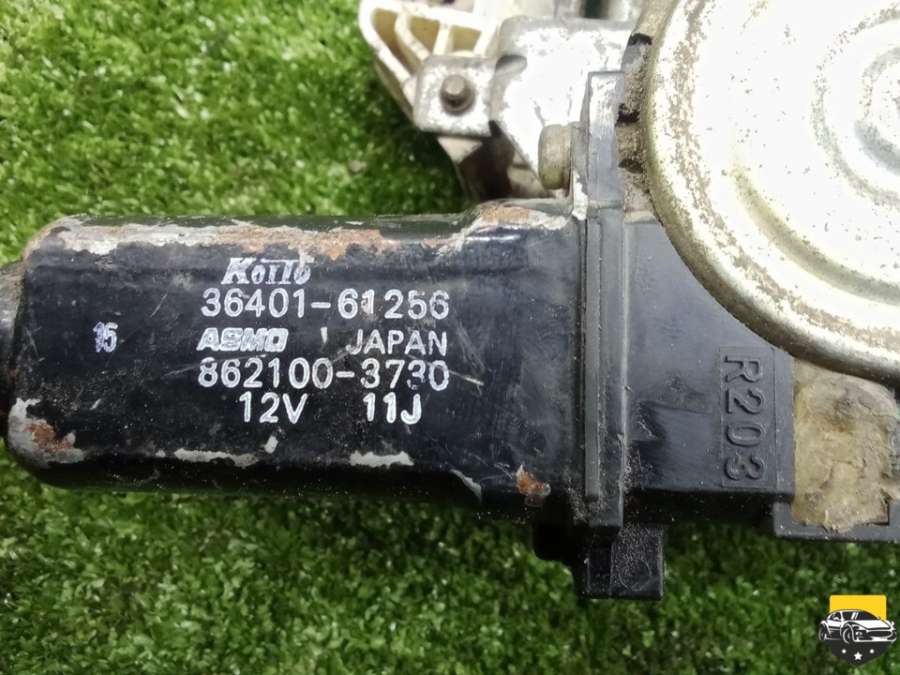 Koito
36401-61256
15
ASMO JAPAN
862100-3730
12V 11J
R203